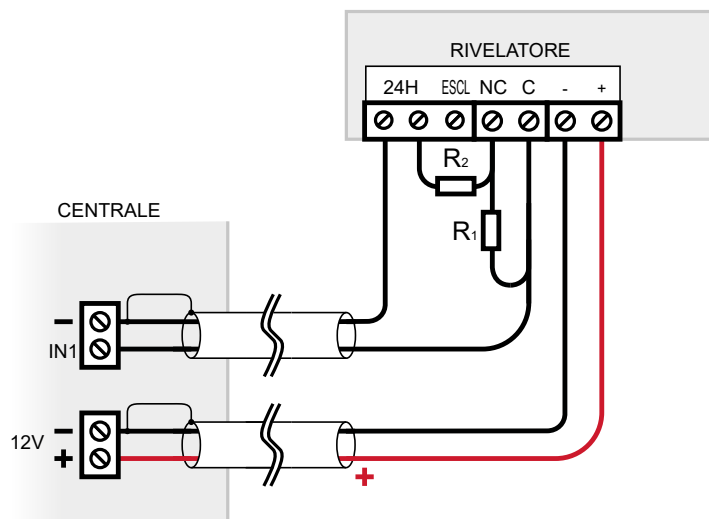 RIVELATORE
24H ESCL NC C - +
R2
R1
CENTRALE
-
IN1
12V
-
+
+